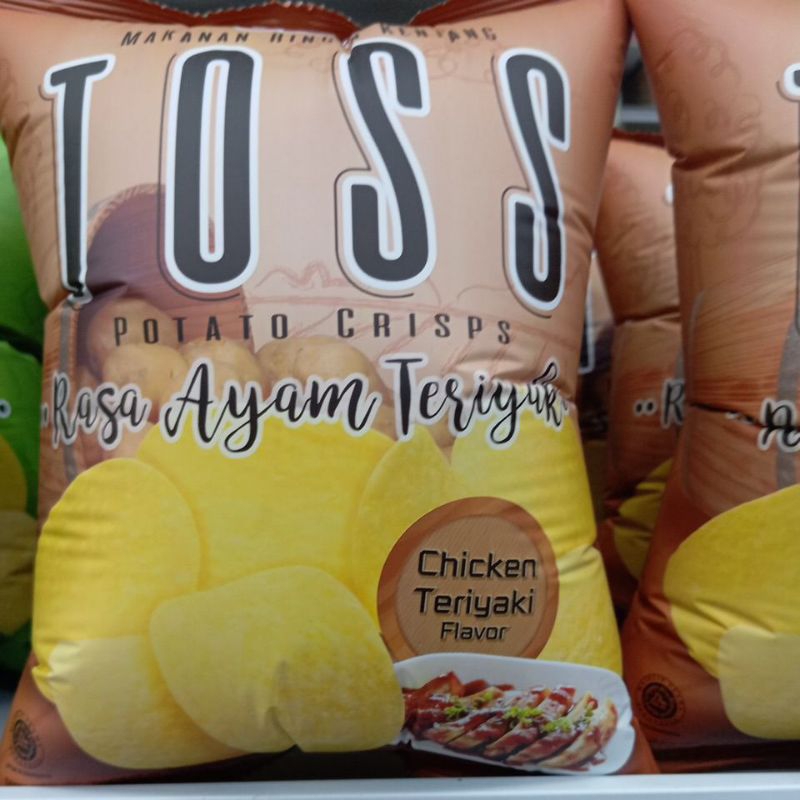 MAKANAN RINGAN KENTANG
TOSS
POTATO CRISPS
Rasa Ayam Teriyaki
Chicken
Teriyaki
Flavor